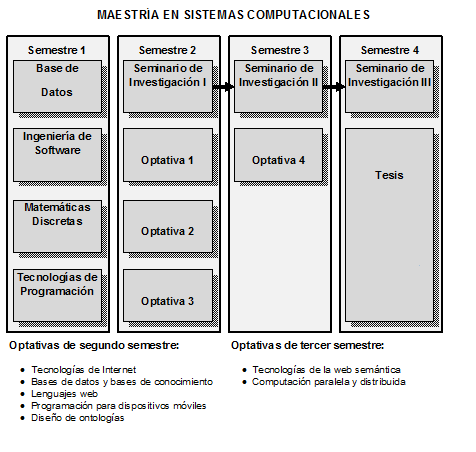 MAESTRÌA EN SISTEMAS COMPUTACIONALES
Semestre 1
Base de
Datos
Ingeniería de
Software
Matemáticas
Discretas
Tecnologías de
Programación
Semestre 2
Seminario de
Investigación I
Optativa 1
Optativa 2
Optativa 3
Semestre 3
Seminario de
Investigación II
Optativa 4
Semestre 4
Seminario de
Investigación III
Tesis
Optativas de segundo semestre:
• Tecnologías de Internet
• Bases de datos y bases de conocimiento
• Lenguajes web
• Programación para dispositivos móviles
• Diseño de ontologías
Optativas de tercer semestre:
• Tecnologías de la web semántica
• Computación paralela y distribuida